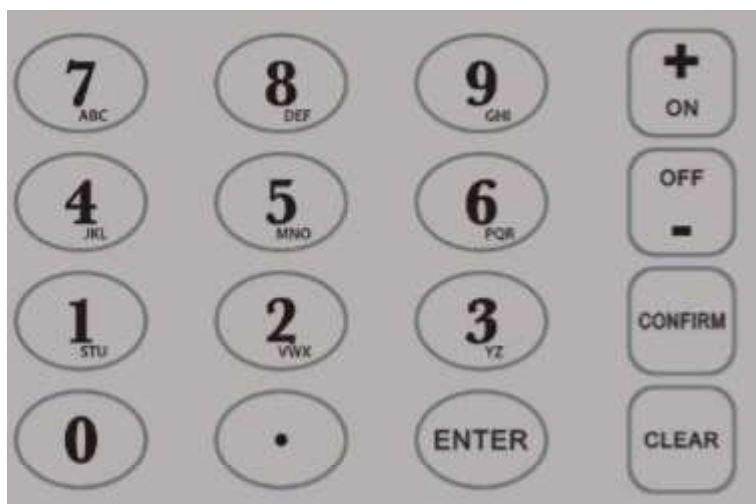 7 ABC 8 DEF 9 GHI + ON
4 JKL 5 MNO 6 PQR OFF -
1 STU 2 VWX 3 YZ CONFIRM
0 . ENTER CLEAR